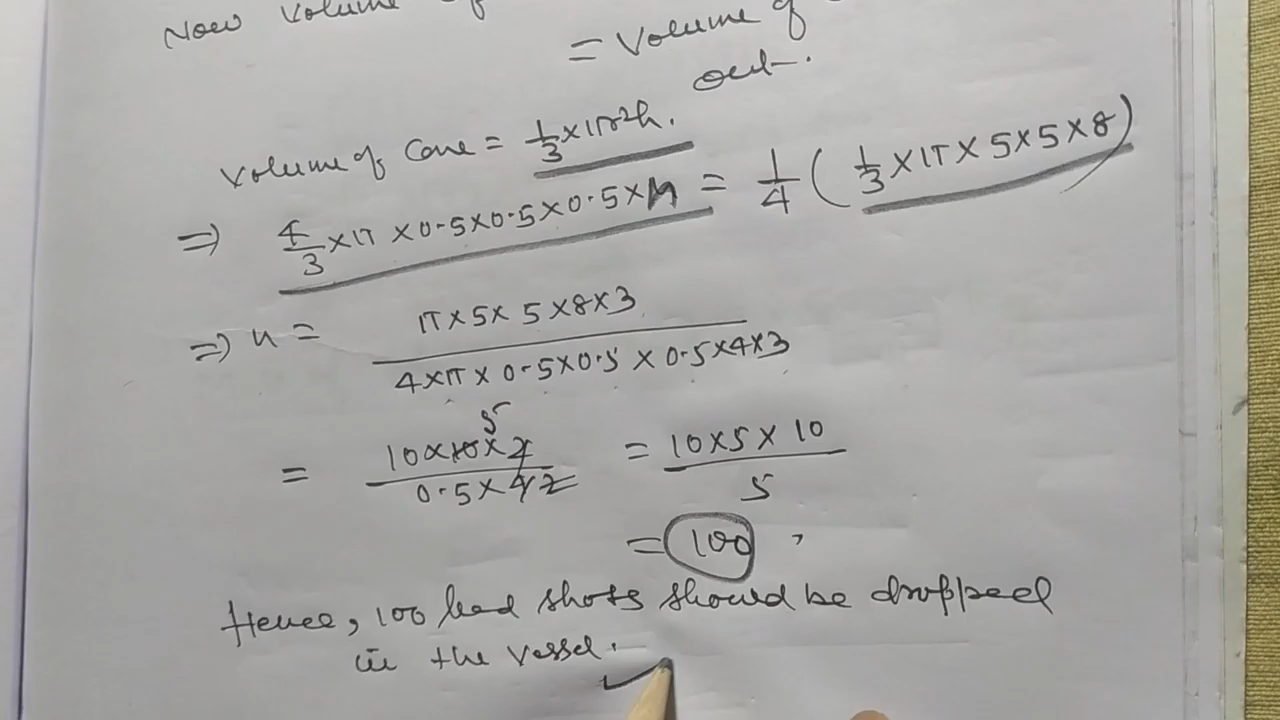 Now Volume of
= Volume of
out.
Volume of Cone = 1/3 × πr²h.
⇒ 4/3 × π × 0.5 × 0.5 × 0.5 × n = 1/4 ( 1/3 × π × 5 × 5 × 8 )
⇒ n = π × 5 × 5 × 8 × 3 / 4 × π × 0.5 × 0.5 × 0.5 × 4 × 3
5
= 10 × 10 × 2 / 0.5 × 4 2 = 10 × 5 × 10 / 5
= 100 ,
Hence, 100 lead shots should be dropped
in the vessel.